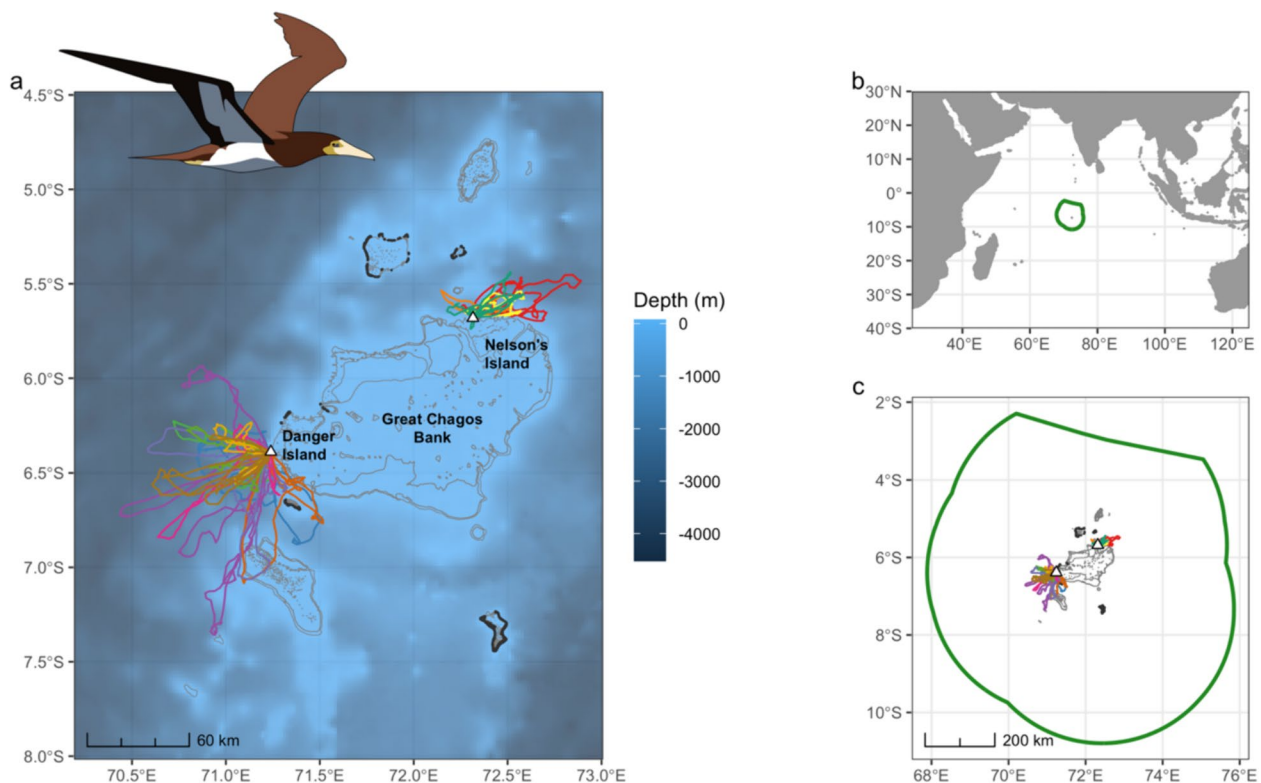 a
4.5°S
5.0°S
5.5°S
6.0°S
6.5°S
7.0°S
7.5°S
8.0°S
70.5°E 71.0°E 71.5°E 72.0°E 72.5°E 73.0°E
Nelson's
Island
Great Chagos
Bank
Danger
Island
60 km
Depth (m)
0
-1000
-2000
-3000
-4000
b
30°N
20°N
10°N
0°
10°S
20°S
30°S
40°S
40°E 60°E 80°E 100°E 120°E
c
2°S
4°S
6°S
8°S
10°S
200 km
68°E 70°E 72°E 74°E 76°E